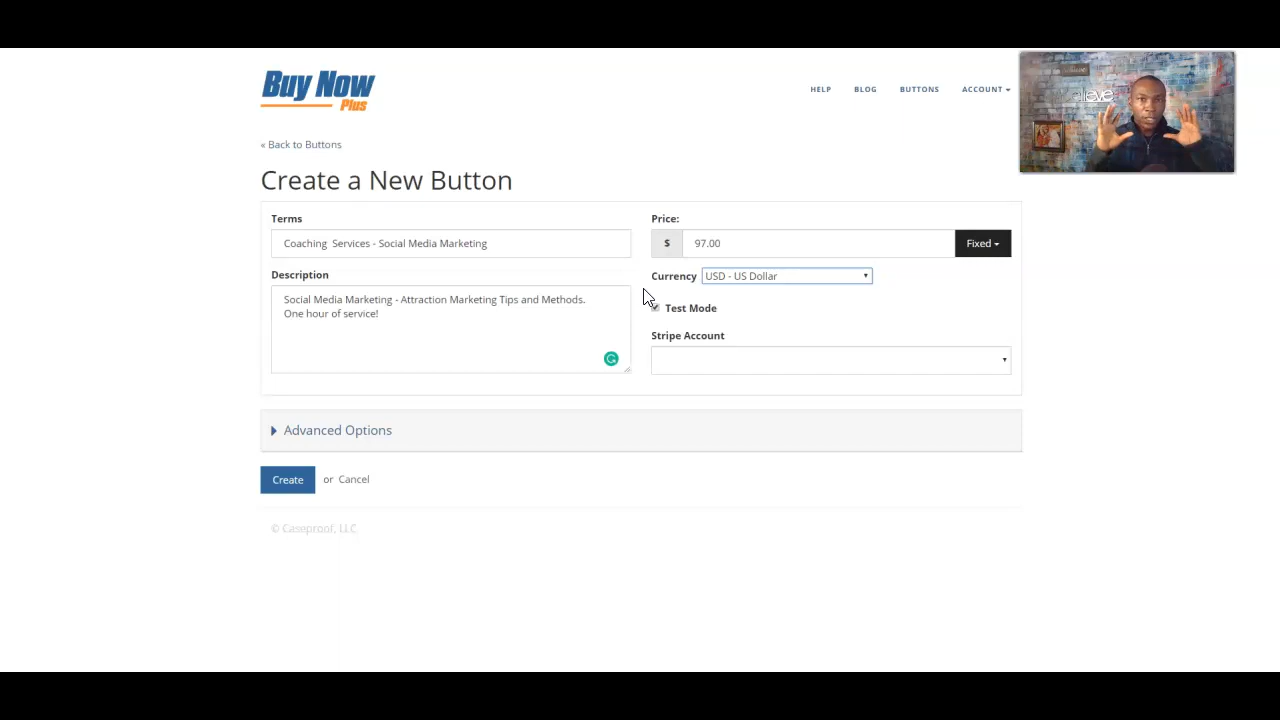 Buy Now
Plus
HELP BLOG BUTTONS ACCOUNT
« Back to Buttons
Create a New Button
Terms
Coaching Services - Social Media Marketing
Description
Social Media Marketing - Attraction Marketing Tips and Methods.
One hour of service!
Price:
$ 97.00 Fixed
Currency USD - US Dollar
Test Mode
Stripe Account
Advanced Options
Create or Cancel
© Caseproof, LLC